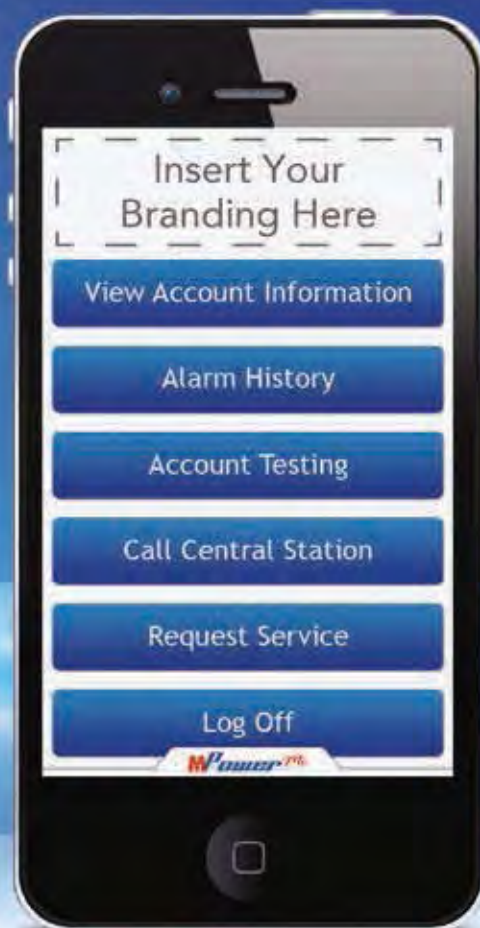 Insert Your
Branding Here
View Account Information
Alarm History
Account Testing
Call Central Station
Request Service
Log Off
MPower Me